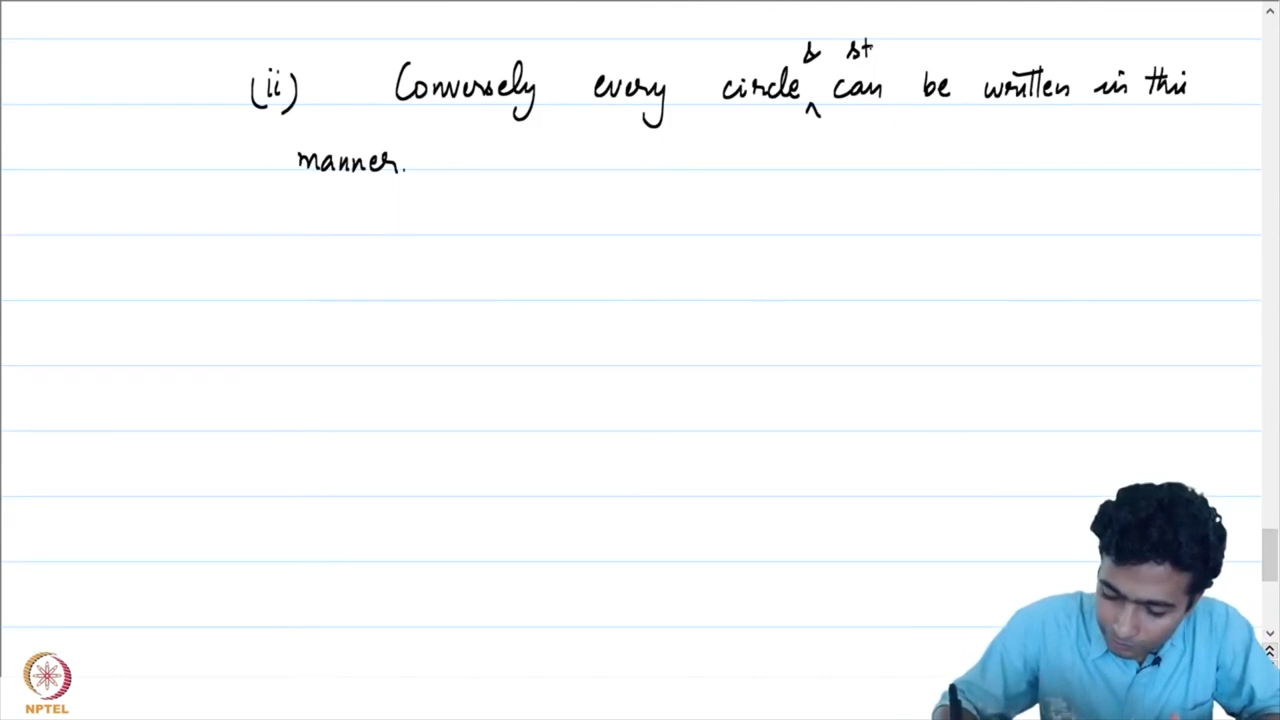 & st
(ii) Conversely every circle ^ can be written in this
manner.
NPTEL